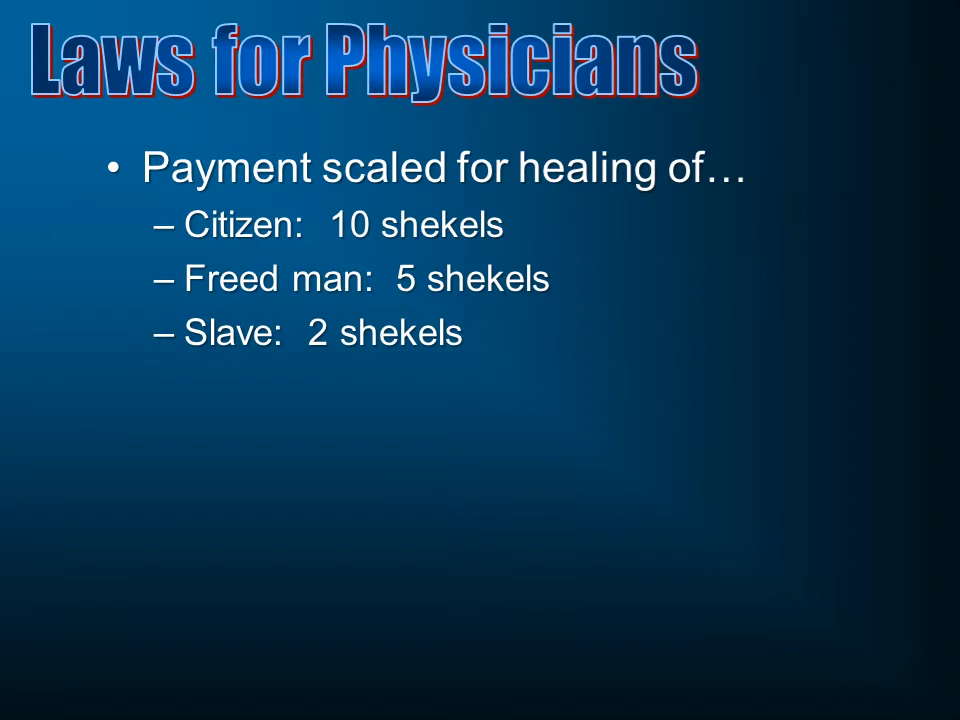 Laws for Physicians
• Payment scaled for healing of…
– Citizen: 10 shekels
– Freed man: 5 shekels
– Slave: 2 shekels